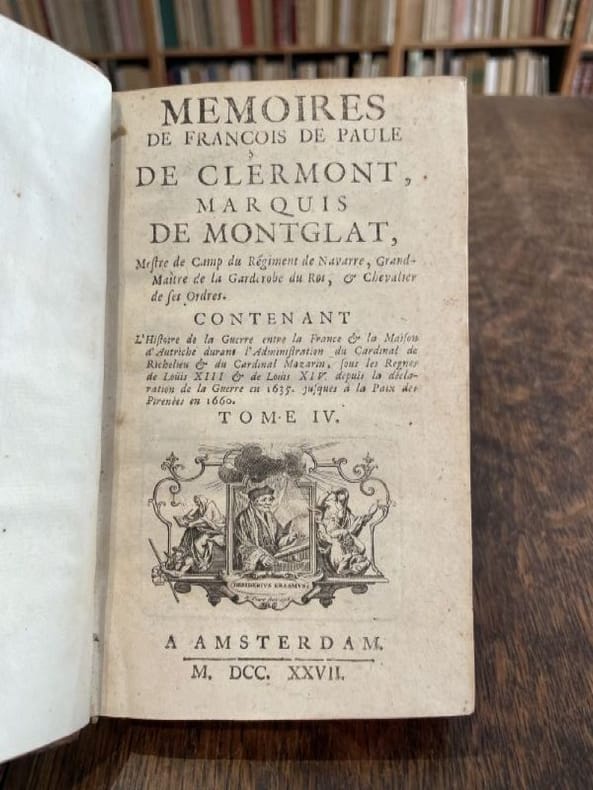 MEMOIRES
DE FRANCOIS DE PAULE
DE CLERMONT,
MARQUIS
DE MONTGLAT,
Mestre de Camp du Régiment de Navarre, Grand-
Maitre de la Garderobe du Roi, & Chevalier
de ses Ordres.
CONTENANT
L'Histoire de la Guerre entre la France & la Maison
d'Autriche durant l'Administration du Cardinal de
Richelieu & du Cardinal Mazarin, sous les Regnes
de Loüis XIII & de Loüis XIV. depuis la décla-
ration de la Guerre en 1635. jusques à la Paix des
Pirenées en 1660.
TOME IV.
DESIDERIUS ERASMUS
A AMSTERDAM.
M. DCC. XXVII.